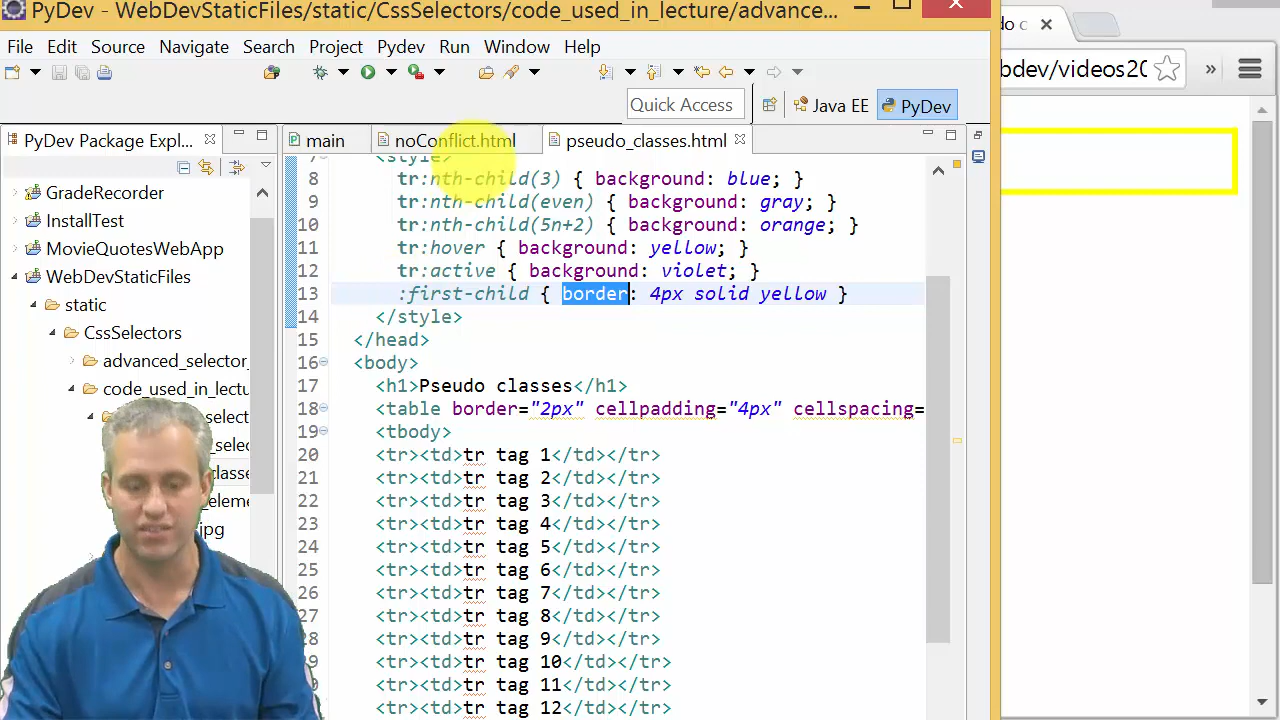 PyDev - WebDevStaticFiles/static/CssSelectors/code_used_in_lecture/advance...
File Edit Source Navigate Search Project Pydev Run Window Help
Quick Access Java EE PyDev
PyDev Package Expl... main noConflict.html pseudo_classes.html
GradeRecorder
InstallTest
MovieQuotesWebApp
WebDevStaticFiles
static
CssSelectors
advanced_selector_
code_used_in_lectu
_select
_selec
classes
_eleme
.jpg
7 <style>
8 tr:nth-child(3) { background: blue; }
9 tr:nth-child(even) { background: gray; }
10 tr:nth-child(5n+2) { background: orange; }
11 tr:hover { background: yellow; }
12 tr:active { background: violet; }
13 :first-child { border: 4px solid yellow }
14 </style>
15 </head>
16 <body>
17 <h1>Pseudo classes</h1>
18 <table border="2px" cellpadding="4px" cellspacing=
19 <tbody>
20 <tr><td>tr tag 1</td></tr>
21 <tr><td>tr tag 2</td></tr>
22 <tr><td>tr tag 3</td></tr>
23 <tr><td>tr tag 4</td></tr>
24 <tr><td>tr tag 5</td></tr>
25 <tr><td>tr tag 6</td></tr>
26 <tr><td>tr tag 7</td></tr>
27 <tr><td>tr tag 8</td></tr>
28 <tr><td>tr tag 9</td></tr>
29 <tr><td>tr tag 10</td></tr>
<tr><td>tr tag 11</td></tr>
<tr><td>tr tag 12</td></tr>
do c
bdev/videos20